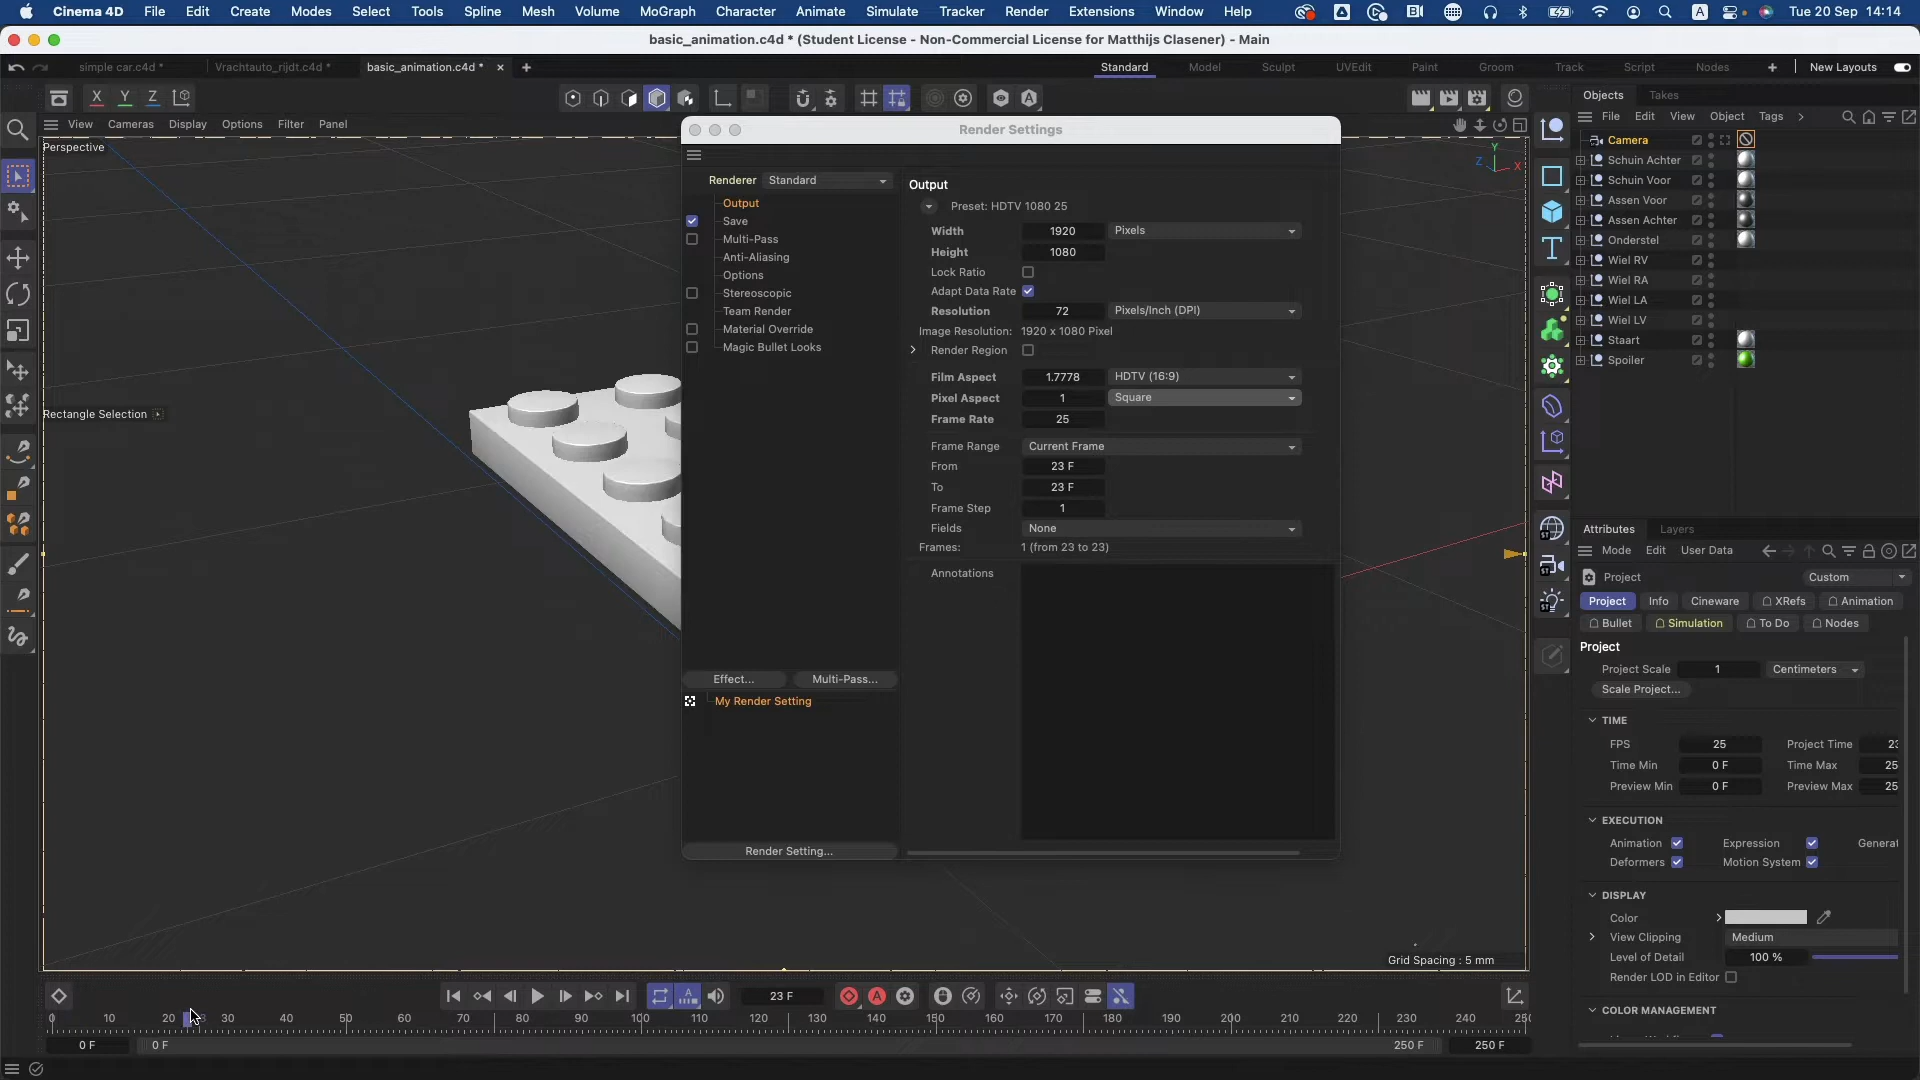 Cinema 4D File Edit Create Modes Select Tools Spline Mesh Volume MoGraph Character Animate Simulate Tracker Render Extensions Window Help A Tue 20 Sep 14:14
basic_animation.c4d * (Student License - Non-Commercial License for Matthijs Clasener) - Main
simple car.c4d * Vrachtauto_rijdt.c4d * basic_animation.c4d * Standard Model Sculpt UVEdit Paint Groom Track Script Nodes New Layouts
X Y Z
Objects Takes
File Edit View Object Tags
View Cameras Display Options Filter Panel
Perspective
Rectangle Selection
Y
Z X
Render Settings
Renderer Standard
Output
Save
Multi-Pass
Anti-Aliasing
Options
Stereoscopic
Team Render
Material Override
Magic Bullet Looks
Effect... Multi-Pass...
My Render Setting
Render Setting...
Output
Preset: HDTV 1080 25
Width 1920 Pixels
Height 1080
Lock Ratio
Adapt Data Rate
Resolution 72 Pixels/Inch (DPI)
Image Resolution: 1920 x 1080 Pixel
Render Region
Film Aspect 1.7778 HDTV (16:9)
Pixel Aspect 1 Square
Frame Rate 25
Frame Range Current Frame
From 23 F
To 23 F
Frame Step 1
Fields None
Frames: 1 (from 23 to 23)
Annotations
Camera
Schuin Achter
Schuin Voor
Assen Voor
Assen Achter
Onderstel
Wiel RV
Wiel RA
Wiel LA
Wiel LV
Staart
Spoiler
Attributes Layers
Mode Edit User Data
Project Custom
Project Info Cineware XRefs Animation
Bullet Simulation To Do Nodes
Project
Project Scale 1 Centimeters
Scale Project...
TIME
FPS 25 Project Time 23
Time Min 0 F Time Max 25
Preview Min 0 F Preview Max 25
EXECUTION
Animation Expression Generat
Deformers Motion System
DISPLAY
Color
View Clipping Medium
Level of Detail 100 %
Render LOD in Editor
COLOR MANAGEMENT
Grid Spacing : 5 mm
23 F
0 10 20 30 40 50 60 70 80 90 100 110 120 130 140 150 160 170 180 190 200 210 220 230 240 250
0 F 0 F 250 F 250 F